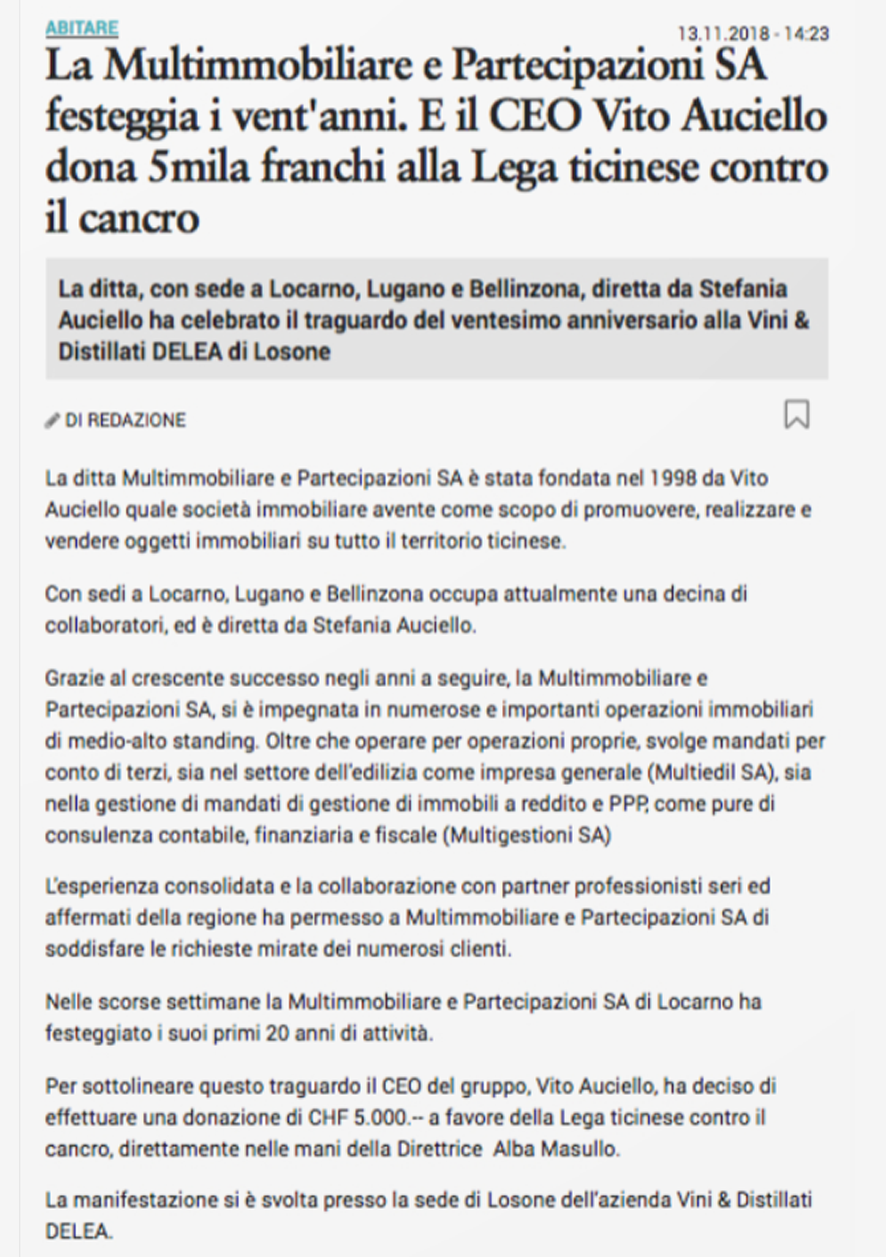 ABITARE
13.11.2018 - 14:23
La Multimmobiliare e Partecipazioni SA
festeggia i vent'anni. E il CEO Vito Auciello
dona 5mila franchi alla Lega ticinese contro
il cancro
La ditta, con sede a Locarno, Lugano e Bellinzona, diretta da Stefania
Auciello ha celebrato il traguardo del ventesimo anniversario alla Vini &
Distillati DELEA di Losone
DI REDAZIONE
La ditta Multimmobiliare e Partecipazioni SA è stata fondata nel 1998 da Vito
Auciello quale società immobiliare avente come scopo di promuovere, realizzare e
vendere oggetti immobiliari su tutto il territorio ticinese.
Con sedi a Locarno, Lugano e Bellinzona occupa attualmente una decina di
collaboratori, ed è diretta da Stefania Auciello.
Grazie al crescente successo negli anni a seguire, la Multimmobiliare e
Partecipazioni SA, si è impegnata in numerose e importanti operazioni immobiliari
di medio-alto standing. Oltre che operare per operazioni proprie, svolge mandati per
conto di terzi, sia nel settore dell'edilizia come impresa generale (Multiedil SA), sia
nella gestione di mandati di gestione di immobili a reddito e PPP, come pure di
consulenza contabile, finanziaria e fiscale (Multigestioni SA)
L'esperienza consolidata e la collaborazione con partner professionisti seri ed
affermati della regione ha permesso a Multimmobiliare e Partecipazioni SA di
soddisfare le richieste mirate dei numerosi clienti.
Nelle scorse settimane la Multimmobiliare e Partecipazioni SA di Locarno ha
festeggiato i suoi primi 20 anni di attività.
Per sottolineare questo traguardo il CEO del gruppo, Vito Auciello, ha deciso di
effettuare una donazione di CHF 5.000.-- a favore della Lega ticinese contro il
cancro, direttamente nelle mani della Direttrice  Alba Masullo.
La manifestazione si è svolta presso la sede di Losone dell'azienda Vini & Distillati
DELEA.